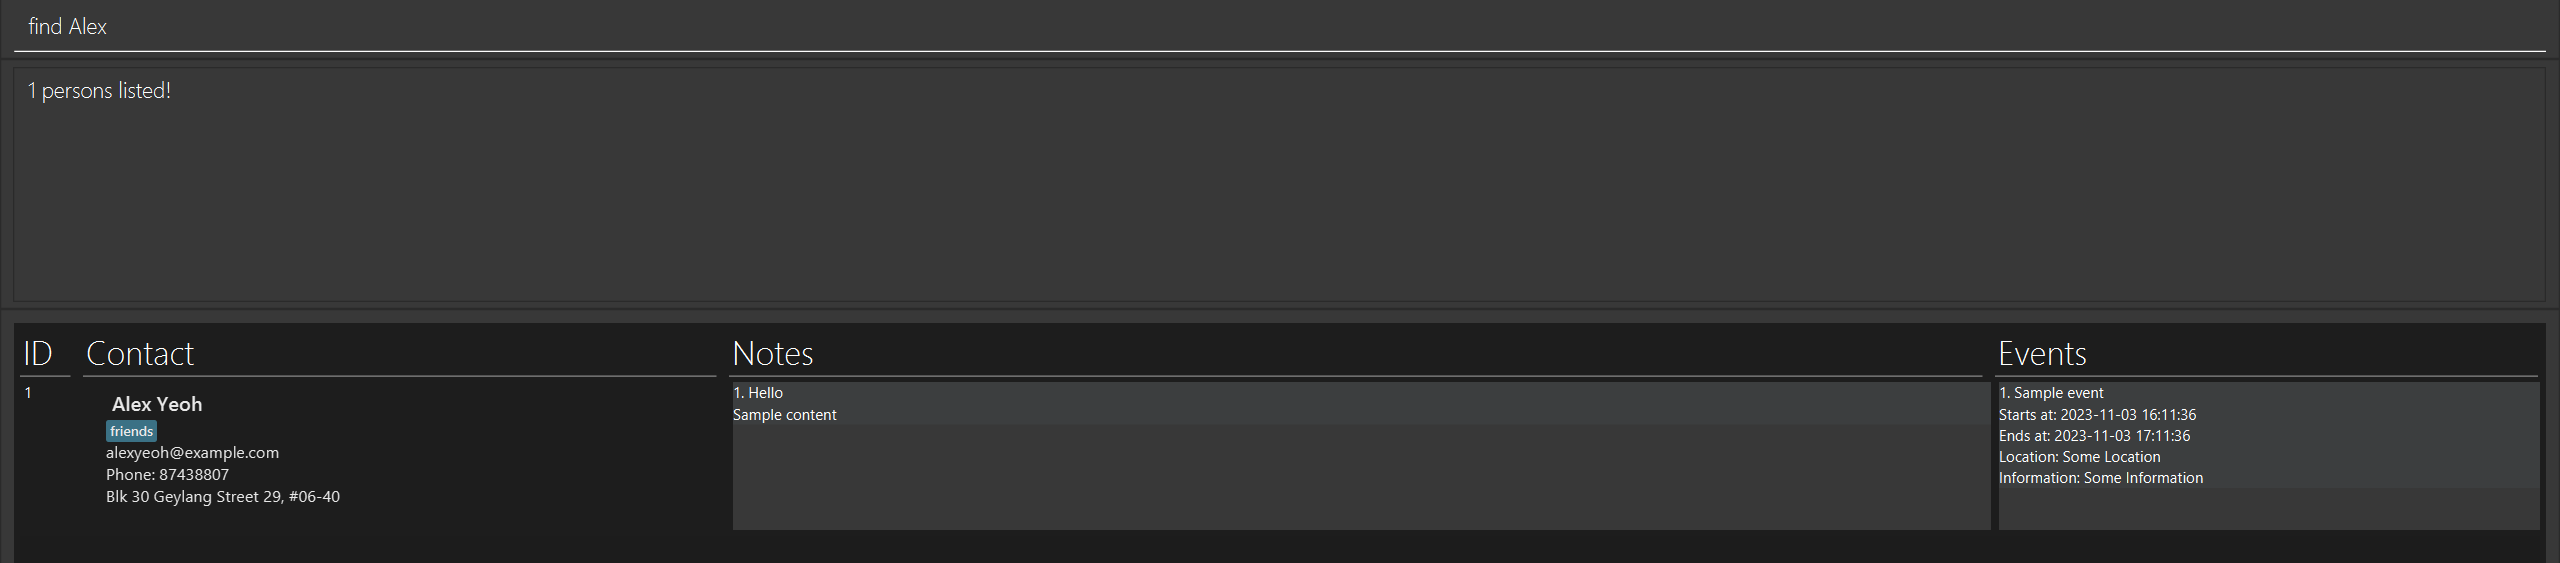 find Alex
1 persons listed!
ID Contact Notes Events
1
Alex Yeoh
friends
alexyeoh@example.com
Phone: 87438807
Blk 30 Geylang Street 29, #06-40
1. Hello
Sample content
1. Sample event
Starts at: 2023-11-03 16:11:36
Ends at: 2023-11-03 17:11:36
Location: Some Location
Information: Some Information